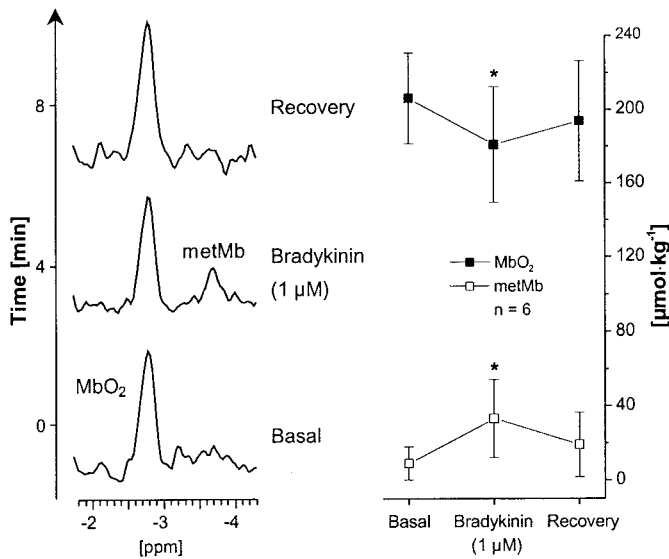 Time [min]
8
4
0
Recovery
metMb
Bradykinin
(1 µM)
MbO₂
Basal
-2
-3
-4
[ppm]
240
200
160
120
80
40
0
[µmol·kg⁻¹]
*
MbO₂
metMb
n = 6
*
Basal
Bradykinin
(1 µM)
Recovery